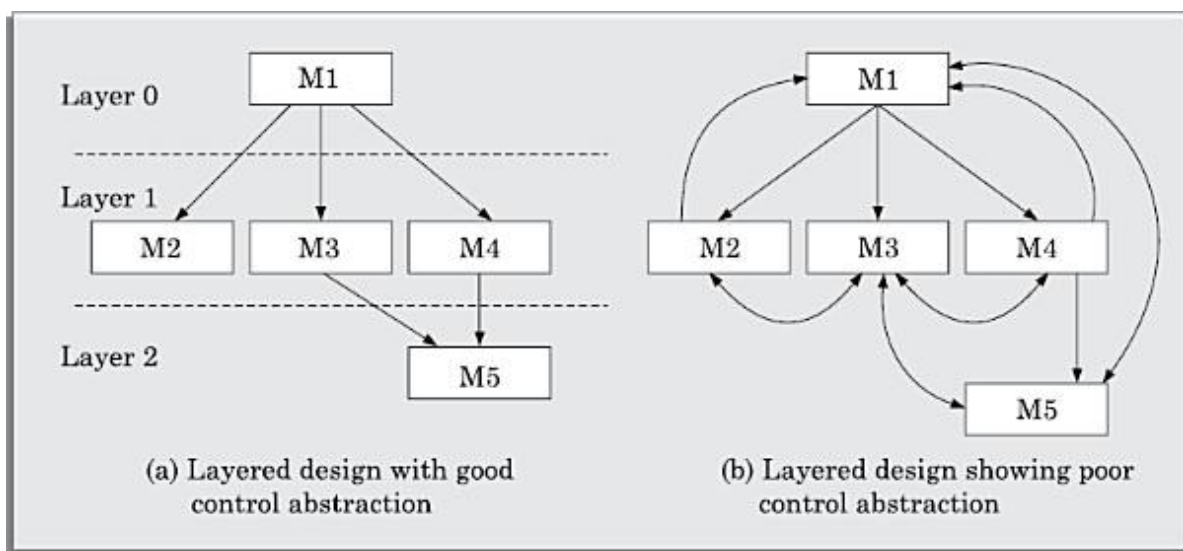 M1
Layer 0
Layer 1
M2 M3 M4
Layer 2
M5
(a) Layered design with good
control abstraction
M1
M2 M3 M4
M5
(b) Layered design showing poor
control abstraction